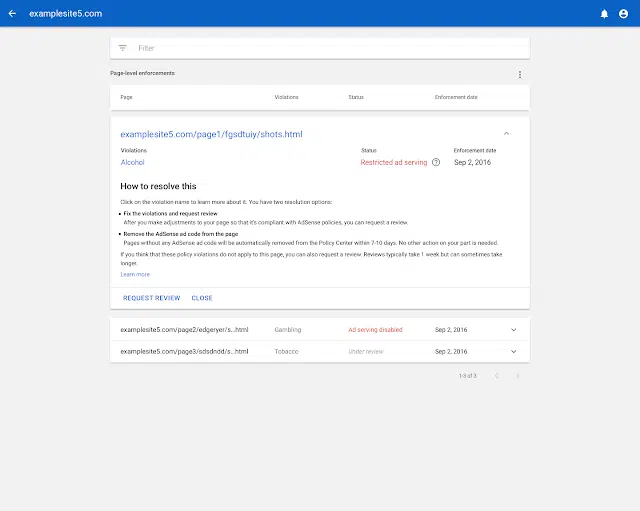 examplesite5.com
Filter
Page-level enforcements
Page Violations Status Enforcement date
examplesite5.com/page1/fgsdtuiy/shots.html
Violations Status Enforcement date
Alcohol Restricted ad serving Sep 2, 2016
How to resolve this
Click on the violation name to learn more about it. You have two resolution options:
• Fix the violations and request review
After you make adjustments to your page so that it's compliant with AdSense policies, you can request a review.
• Remove the AdSense ad code from the page
Pages without any AdSense ad code will be automatically removed from the Policy Center within 7-10 days. No other action on your part is needed.
If you think that these policy violations do not apply to this page, you can also request a review. Reviews typically take 1 week but can sometimes take
longer.
Learn more
REQUEST REVIEW CLOSE
examplesite5.com/page2/edgeryer/s...html Gambling Ad serving disabled Sep 2, 2016
examplesite5.com/page3/sdsdndd/s...html Tobacco Under review Sep 2, 2016
1-3 of 3